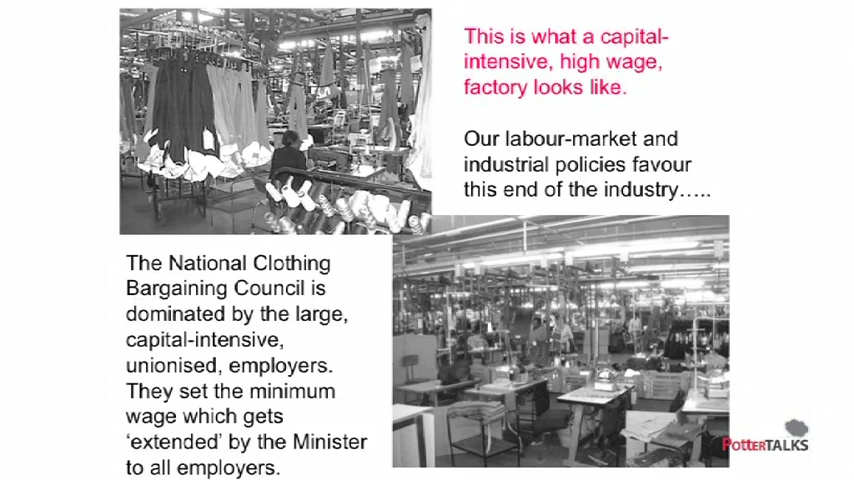 This is what a capital-
intensive, high wage,
factory looks like.
Our labour-market and
industrial policies favour
this end of the industry…..
The National Clothing
Bargaining Council is
dominated by the large,
capital-intensive,
unionised, employers.
They set the minimum
wage which gets
‘extended’ by the Minister
to all employers.
POTTERTALKS